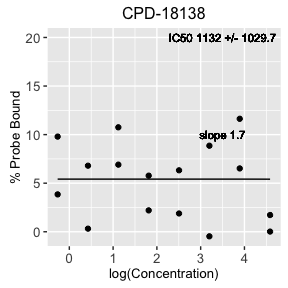 CPD-18138
20
15
10
5
0
IC50 1132 +/- 1029.7
slope 1.7
% Probe Bound
0 1 2 3 4
log(Concentration)